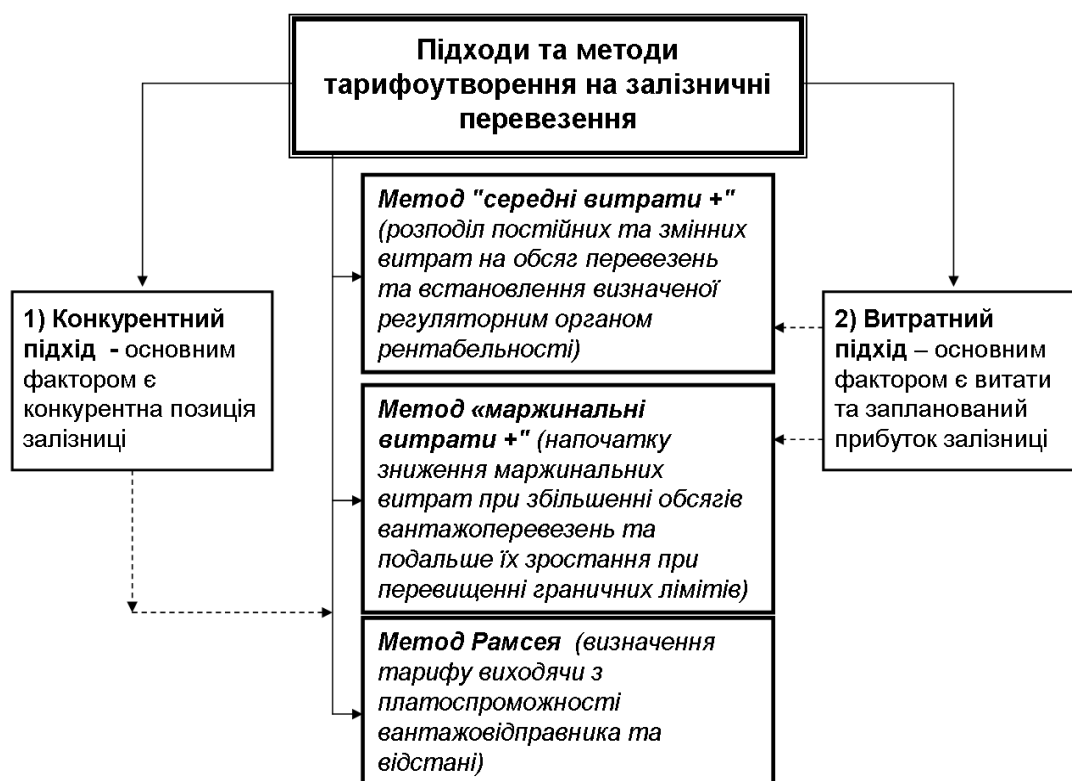 Підходи та методи
тарифоутворення на залізничні
перевезення
Метод "середні витрати +"
(розподіл постійних та змінних
витрат на обсяг перевезень
та встановлення визначеної
регуляторним органом
рентабельності)
1) Конкурентний
підхід - основним
фактором є
конкурентна позиція
залізниці
2) Витратний
підхід – основним
фактором є витати
та запланований
прибуток залізниці
Метод «маржинальні
витрати +" (напочатку
зниження маржинальних
витрат при збільшенні обсягів
вантажоперевезень та
подальше їх зростання при
перевищенні граничних лімітів)
Метод Рамсея (визначення
тарифу виходячи з
платоспроможності
вантажовідправника та
відстані)